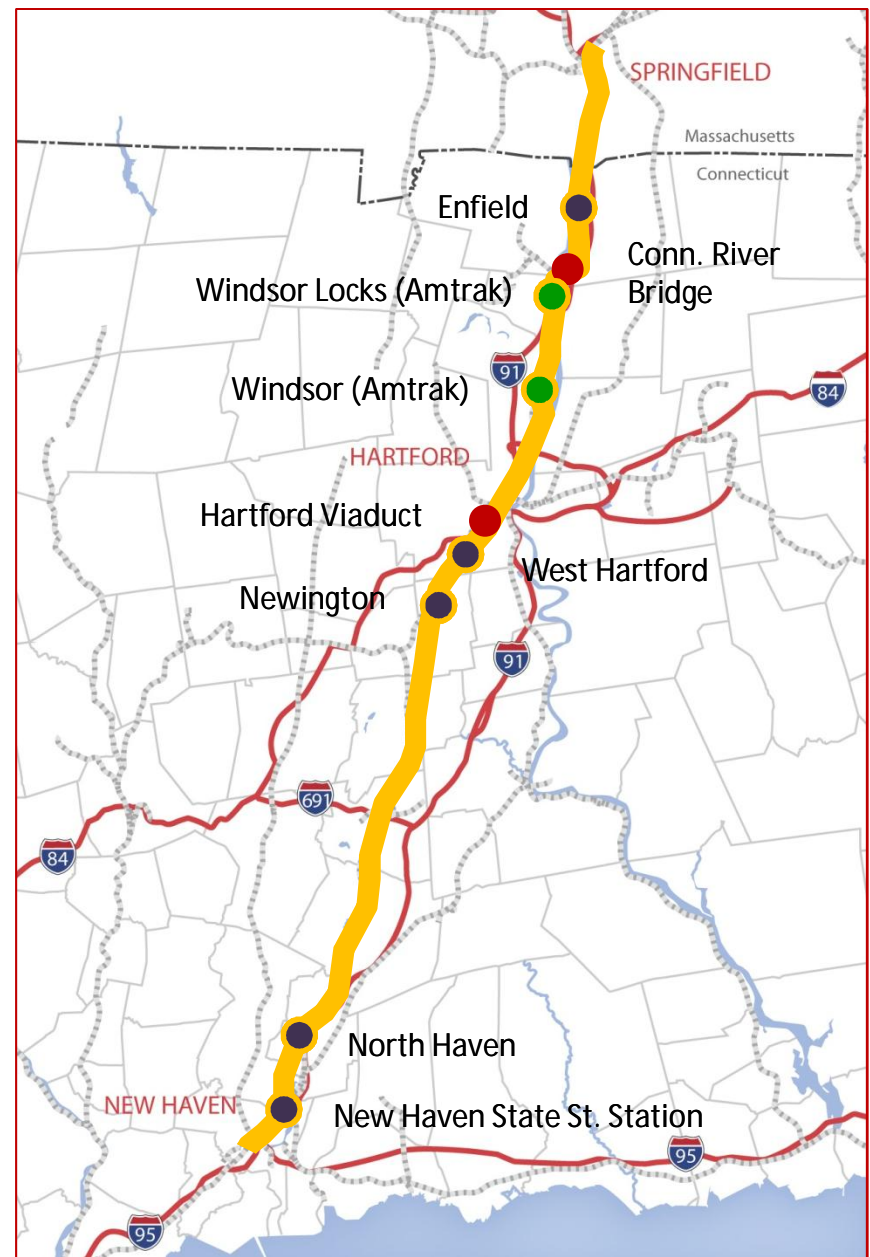 SPRINGFIELD
Massachusetts
Connecticut
Enfield
Conn. River
Bridge
Windsor Locks (Amtrak)
91
Windsor (Amtrak)
84
HARTFORD
Hartford Viaduct
West Hartford
Newington
91
691
84
North Haven
NEW HAVEN
New Haven State St. Station
95
95